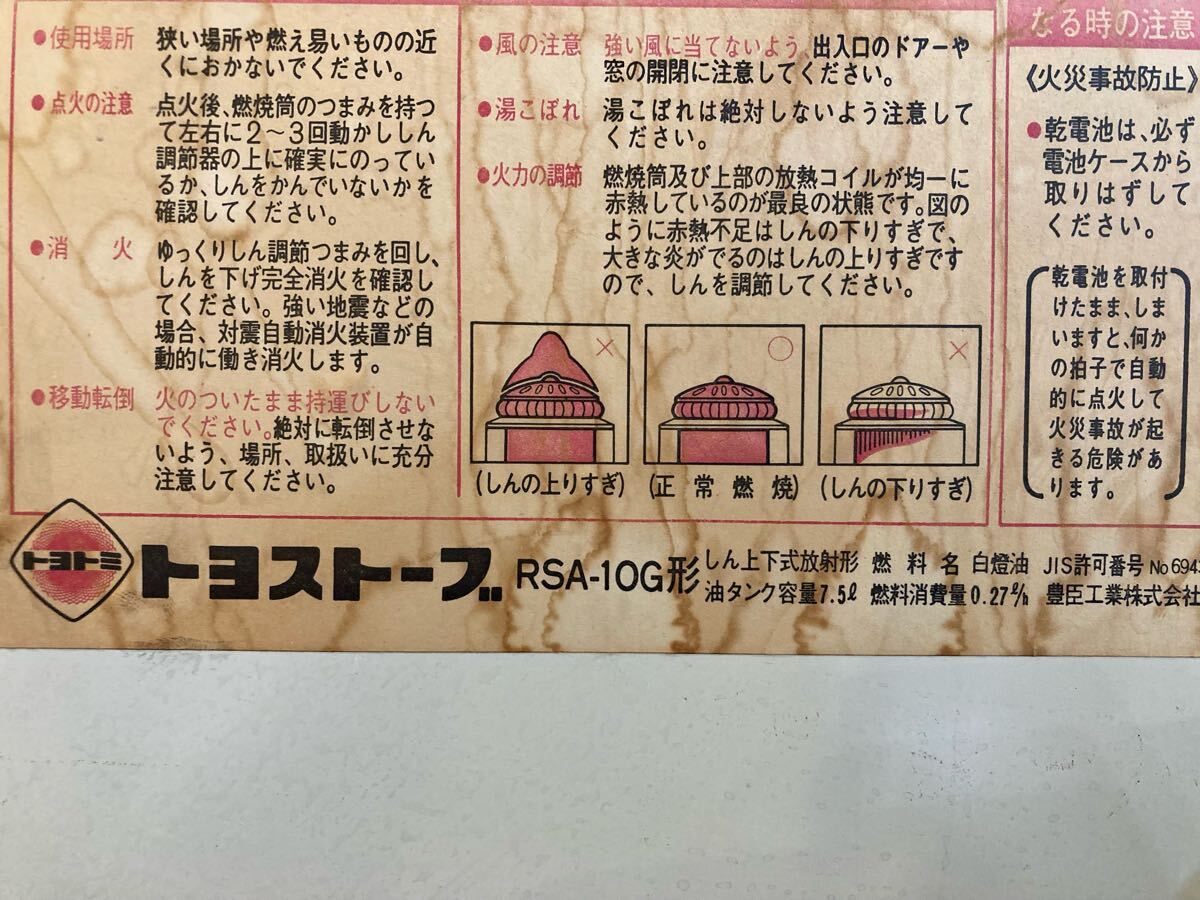 ●使用場所 狭い場所や燃え易いものの近
くにおかないでください。
●点火の注意 点火後、燃焼筒のつまみを持つ
て左右に2〜3回動かししん
調節器の上に確実にのってい
るか、しんをかんでいないかを
確認してください。
●消火 ゆっくりしん調節つまみを回し、
しんを下げ完全消火を確認し
てください。強い地震などの
場合、対震自動消火装置が自
動的に働き消火します。
●移動転倒 火のついたまま持運びしない
でください。絶対に転倒させな
いよう、場所、取扱いに充分
注意してください。
●風の注意 強い風に当てないよう、出入口のドアーや
窓の開閉に注意してください。
●湯こぼれ 湯こぼれは絶対しないよう注意して
ください。
●火力の調節 燃焼筒及び上部の放熱コイルが均一に
赤熱しているのが最良の状態です。図の
ように赤熱不足はしんの下りすぎで、
大きな炎がでるのはしんの上りすぎです
ので、しんを調節してください。
× ○ ×
(しんの上りすぎ) (正常燃焼) (しんの下りすぎ)
なる時の注意
《火災事故防止》
●乾電池は、必ず
電池ケースから
取りはずして
ください。
乾電池を取付
けたまま、しま
いますと、何か
の拍子で自動
的に点火して
火災事故が起
きる危険があ
ります。
トヨトミ トヨストーブ RSA-10G形
しん上下式放射形 燃料名 白燈油 JIS許可番号 No694
油タンク容量7.5ℓ 燃料消費量0.27ℓ/h 豊臣工業株式会社